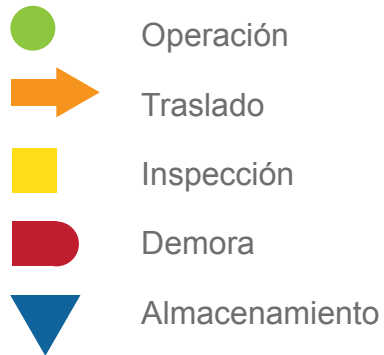 Operación
Traslado
Inspección
Demora
Almacenamiento